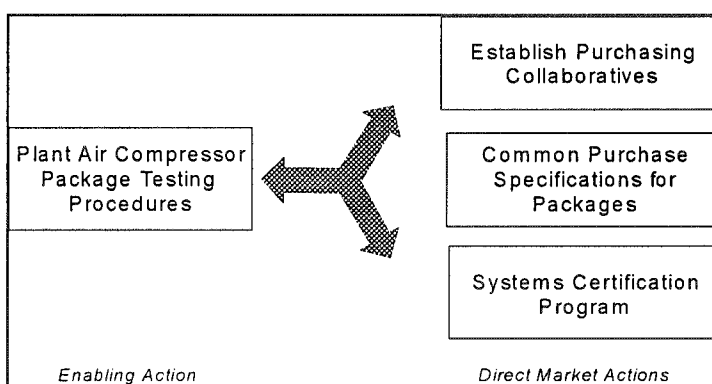 Establish Purchasing
Collaboratives
Plant Air Compressor
Package Testing
Procedures
Common Purchase
Specifications for
Packages
Systems Certification
Program
Enabling Action
Direct Market Actions